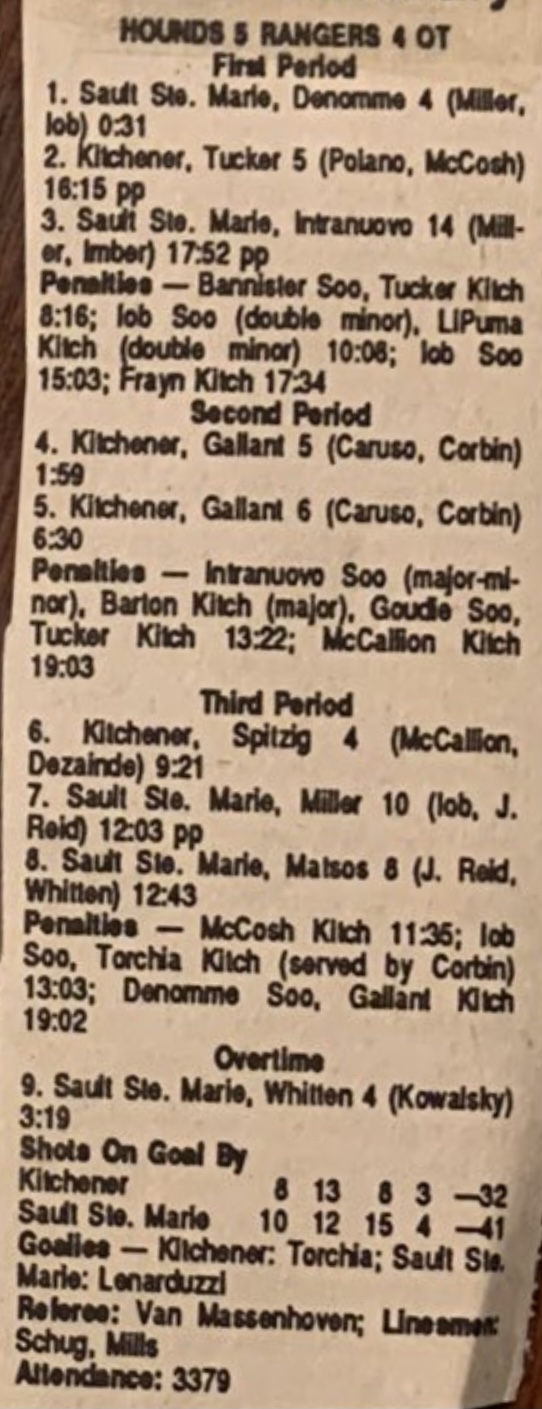 HOUNDS 5 RANGERS 4 OT
First Period
1. Sault Ste. Marie, Denomme 4 (Miller,
Iob) 0:31
2. Kitchener, Tucker 5 (Polano, McCosh)
16:15 pp
3. Sault Ste. Marie, Intranuovo 14 (Mill-
er, Imber) 17:52 pp
Penalties — Bannister Soo, Tucker Kitch
8:16; Iob Soo (double minor), LiPuma
Kitch (double minor) 10:08; Iob Soo
15:03; Frayn Kitch 17:34
Second Period
4. Kitchener, Gallant 5 (Caruso, Corbin)
1:59
5. Kitchener, Gallant 6 (Caruso, Corbin)
6:30
Penalties — Intranuovo Soo (major-mi-
nor), Barton Kitch (major), Goudie Soo,
Tucker Kitch 13:22; McCallion Kitch
19:03
Third Period
6. Kitchener, Spitzig 4 (McCallion,
Dezainde) 9:21
7. Sault Ste. Marie, Miller 10 (Iob, J.
Reid) 12:03 pp
8. Sault Ste. Marie, Matsos 8 (J. Reid,
Whitten) 12:43
Penalties — McCosh Kitch 11:35; Iob
Soo, Torchia Kitch (served by Corbin)
13:03; Denomme Soo, Gallant Kitch
19:02
Overtime
9. Sault Ste. Marie, Whitten 4 (Kowalsky)
3:19
Shots On Goal By
Kitchener 8 13 8 3 —32
Sault Ste. Marie 10 12 15 4 —41
Goalies — Kitchener: Torchia; Sault Ste.
Marie: Lenarduzzi
Referee: Van Massenhoven; Linesmen:
Schug, Mills
Attendance: 3379